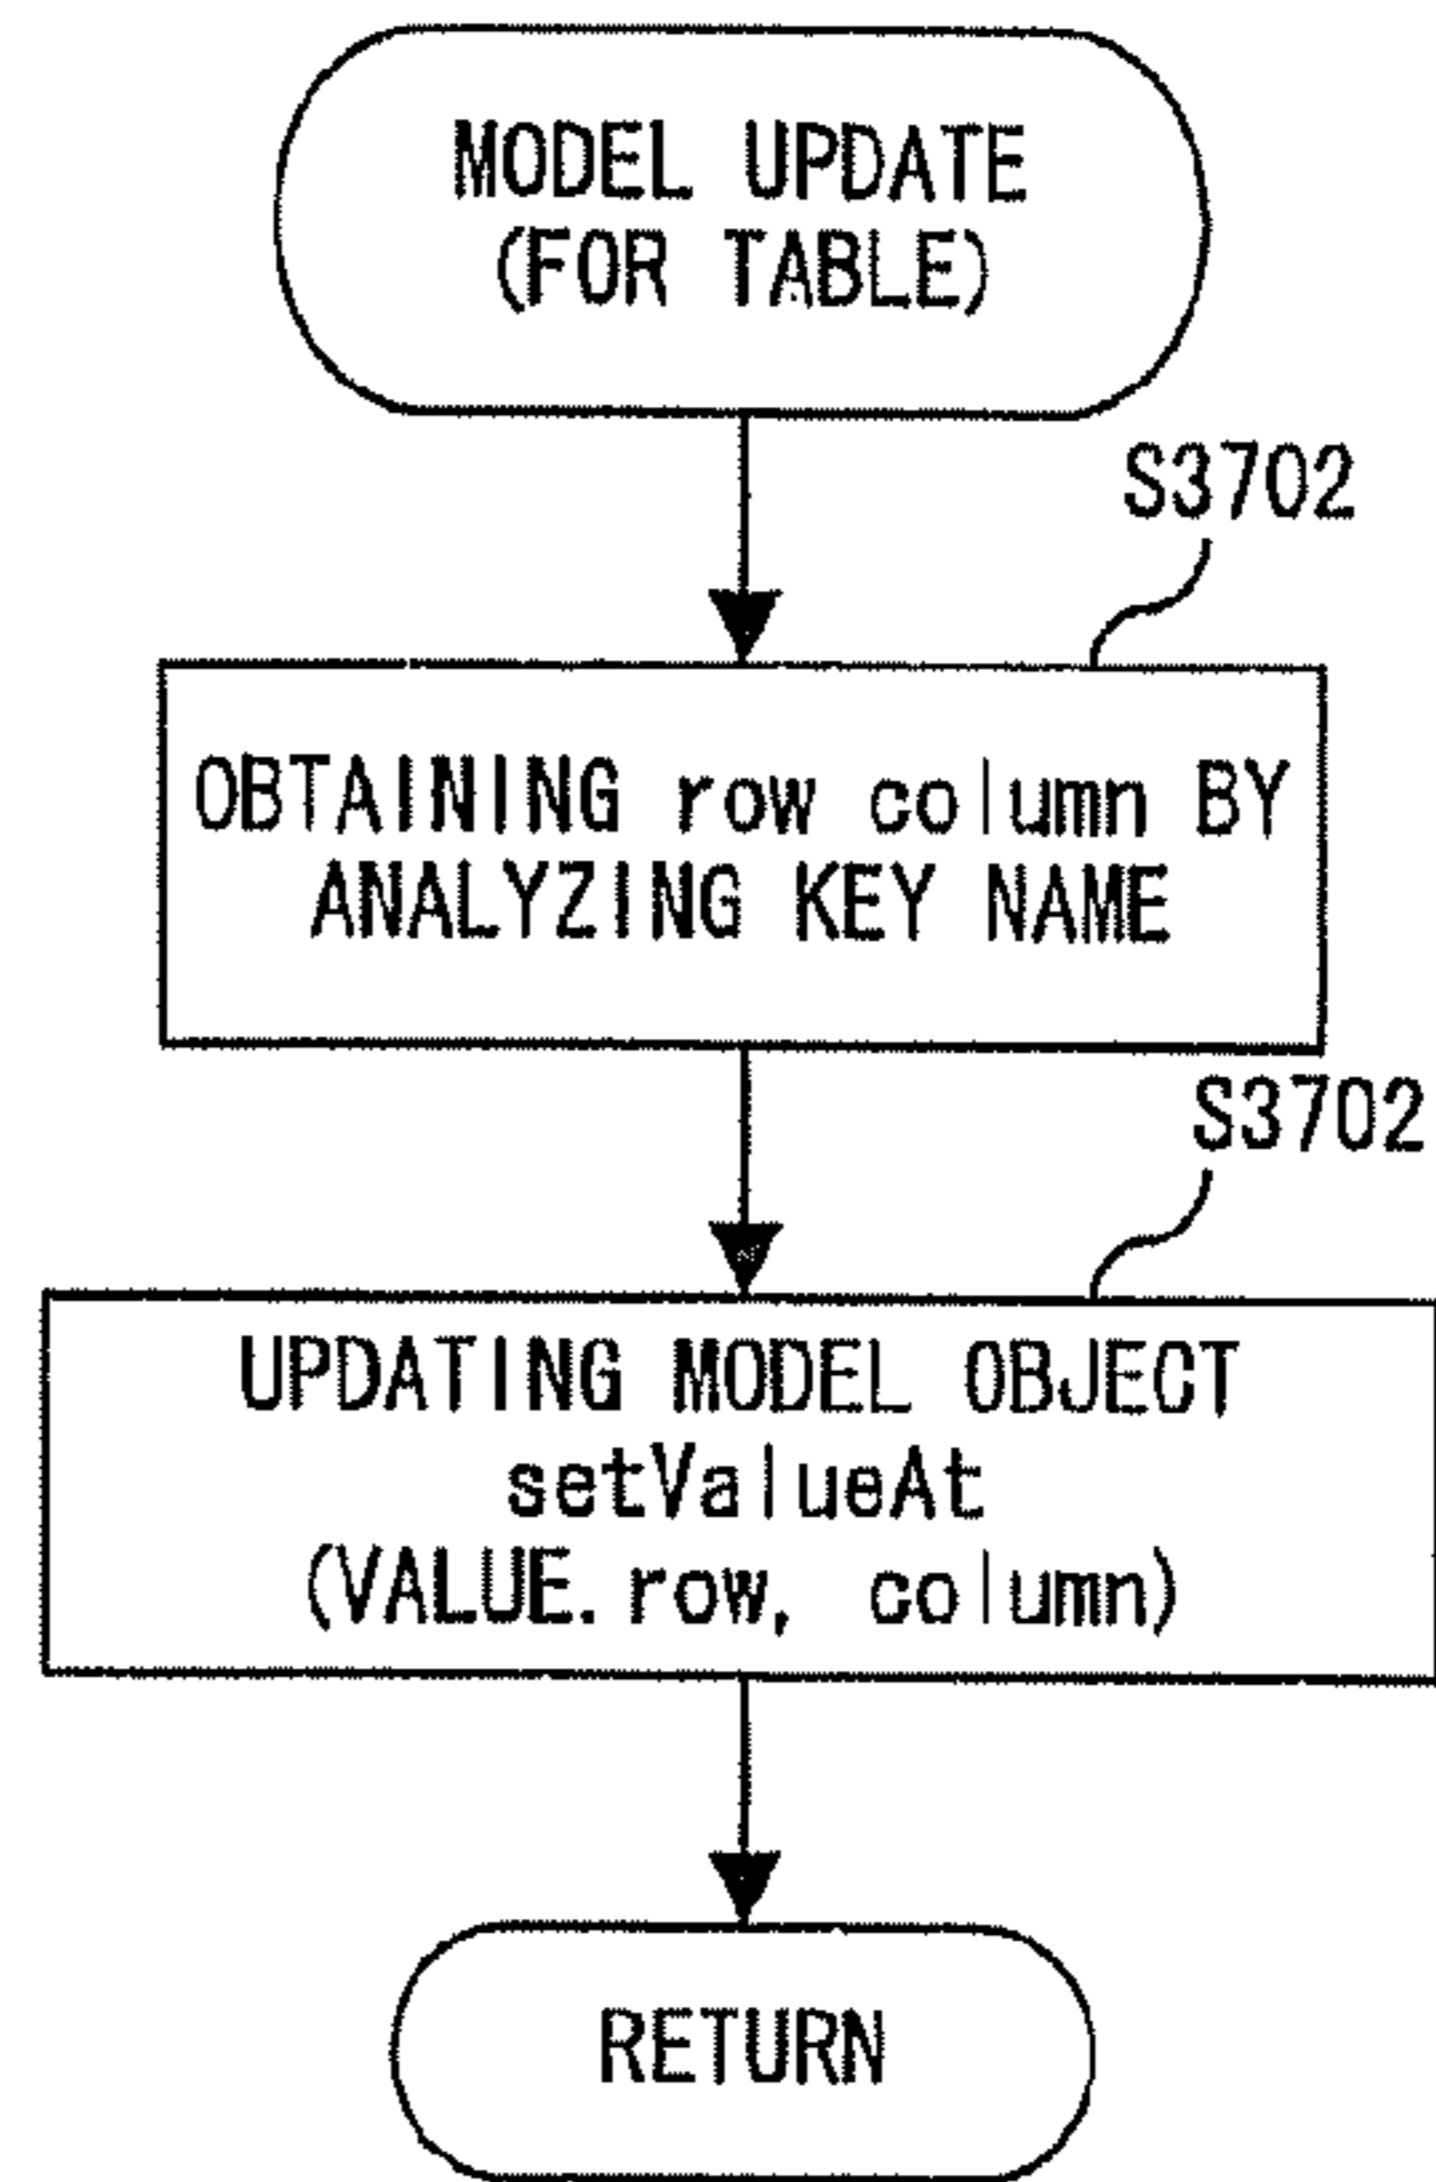 MODEL UPDATE
(FOR TABLE)
S3702
OBTAINING row column BY
ANALYZING KEY NAME
S3702
UPDATING MODEL OBJECT
setValueAt
(VALUE. row, column)
RETURN